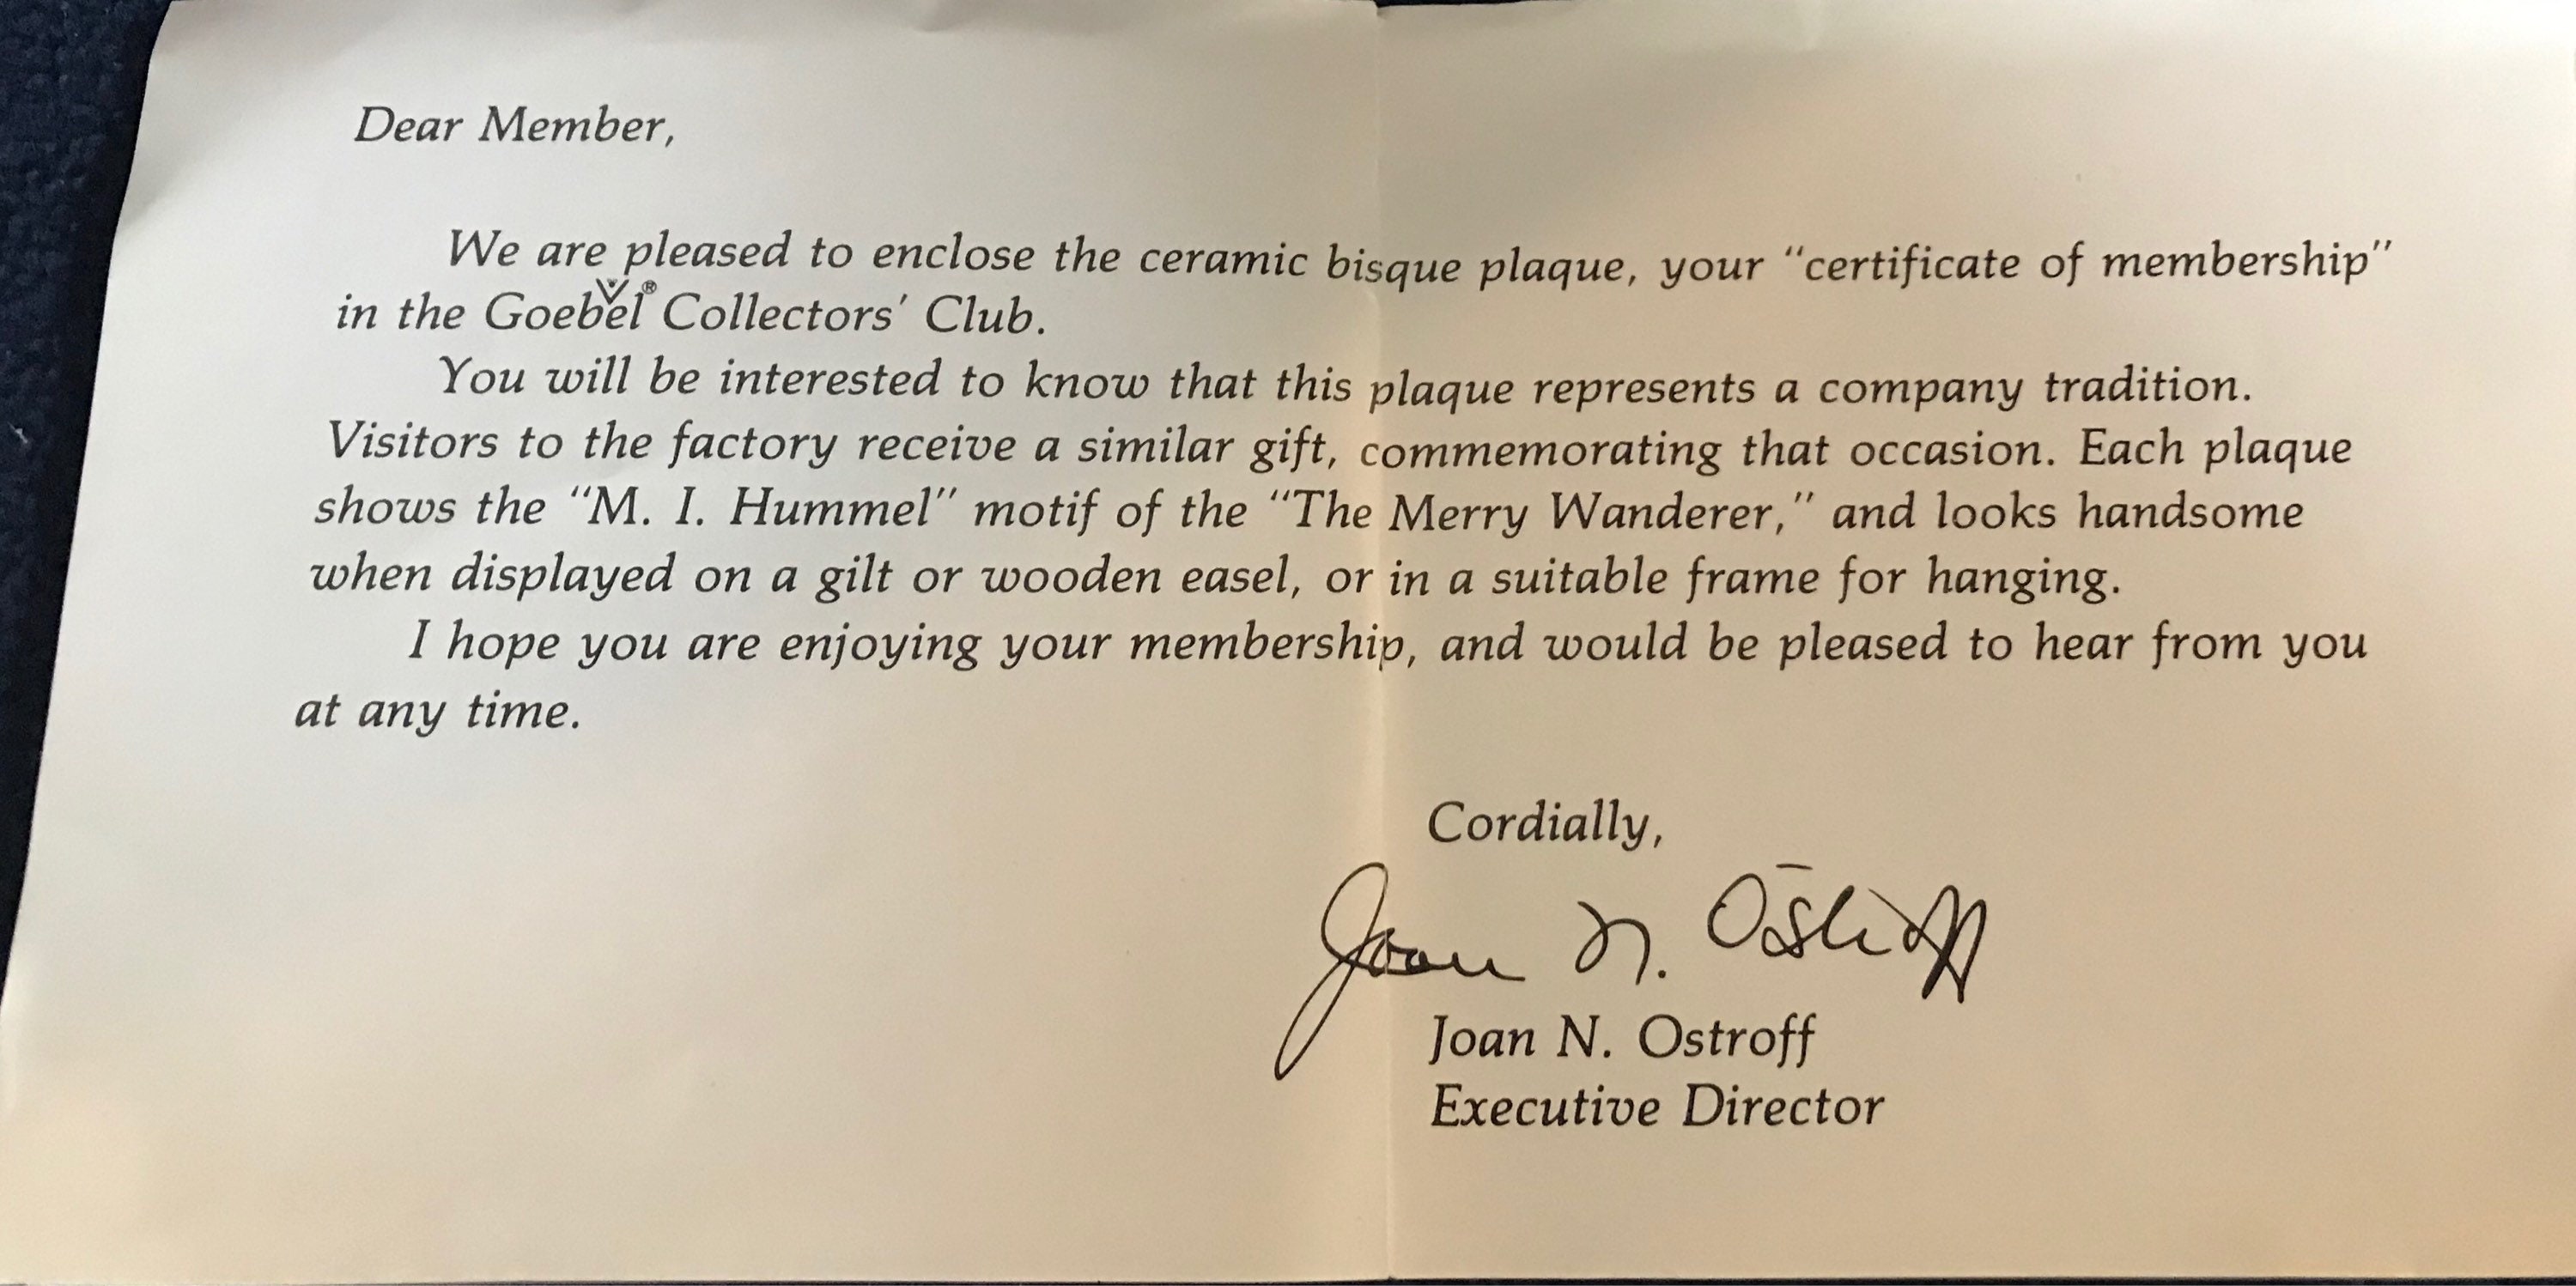 Dear Member,
We are pleased to enclose the ceramic bisque plaque, your “certificate of membership”
in the Goebel® Collectors’ Club.
You will be interested to know that this plaque represents a company tradition.
Visitors to the factory receive a similar gift, commemorating that occasion. Each plaque
shows the “M. I. Hummel” motif of the “The Merry Wanderer,” and looks handsome
when displayed on a gilt or wooden easel, or in a suitable frame for hanging.
I hope you are enjoying your membership, and would be pleased to hear from you
at any time.
Cordially,
Joan N. Ostroff
Joan N. Ostroff
Executive Director